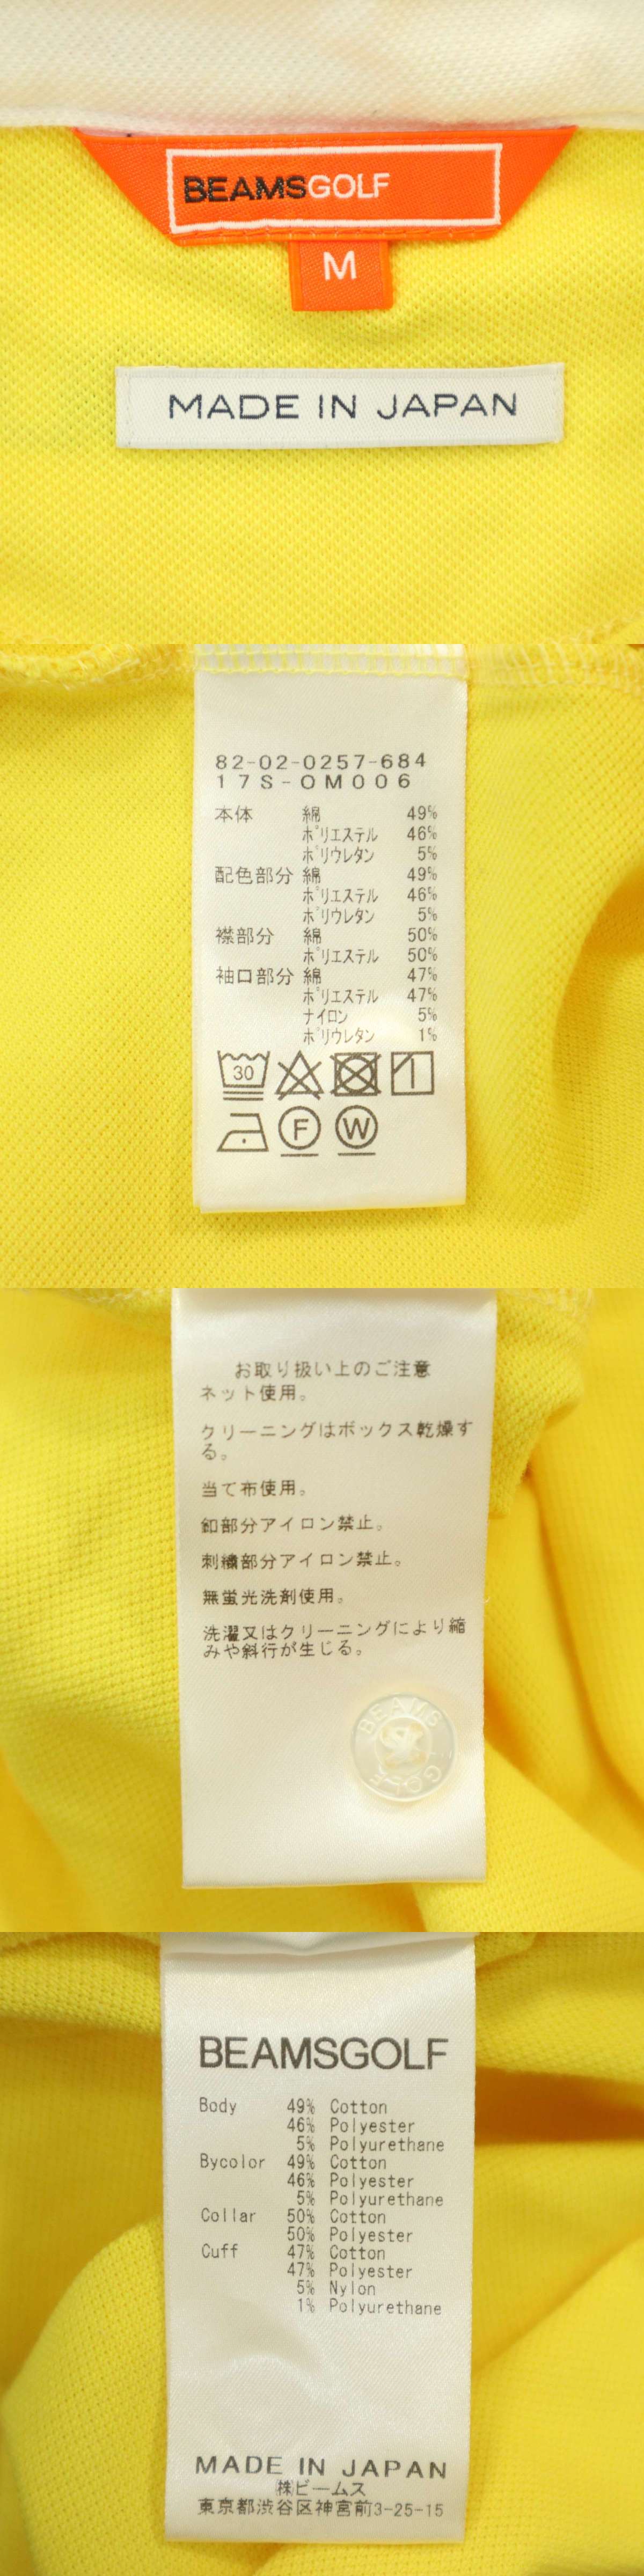 BEAMSGOLF
M
MADE IN JAPAN
82-02-0257-684
17S-OM006
本体 綿 49%
ポリエステル 46%
ポリウレタン 5%
配色部分 綿 49%
ポリエステル 46%
ポリウレタン 5%
襟部分 綿 50%
ポリエステル 50%
袖口部分 綿 47%
ポリエステル 47%
ナイロン 5%
ポリウレタン 1%
30
F W
お取り扱い上のご注意
ネット使用。
クリーニングはボックス乾燥す
る。
当て布使用。
釦部分アイロン禁止。
刺繍部分アイロン禁止。
無蛍光洗剤使用。
洗濯又はクリーニングにより縮
みや斜行が生じる。
BEAMS
GOLF
BEAMSGOLF
Body 49% Cotton
46% Polyester
5% Polyurethane
Bycolor 49% Cotton
46% Polyester
5% Polyurethane
Collar 50% Cotton
50% Polyester
Cuff 47% Cotton
47% Polyester
5% Nylon
1% Polyurethane
MADE IN JAPAN
㈱ビームス
東京都渋谷区神宮前3-25-15